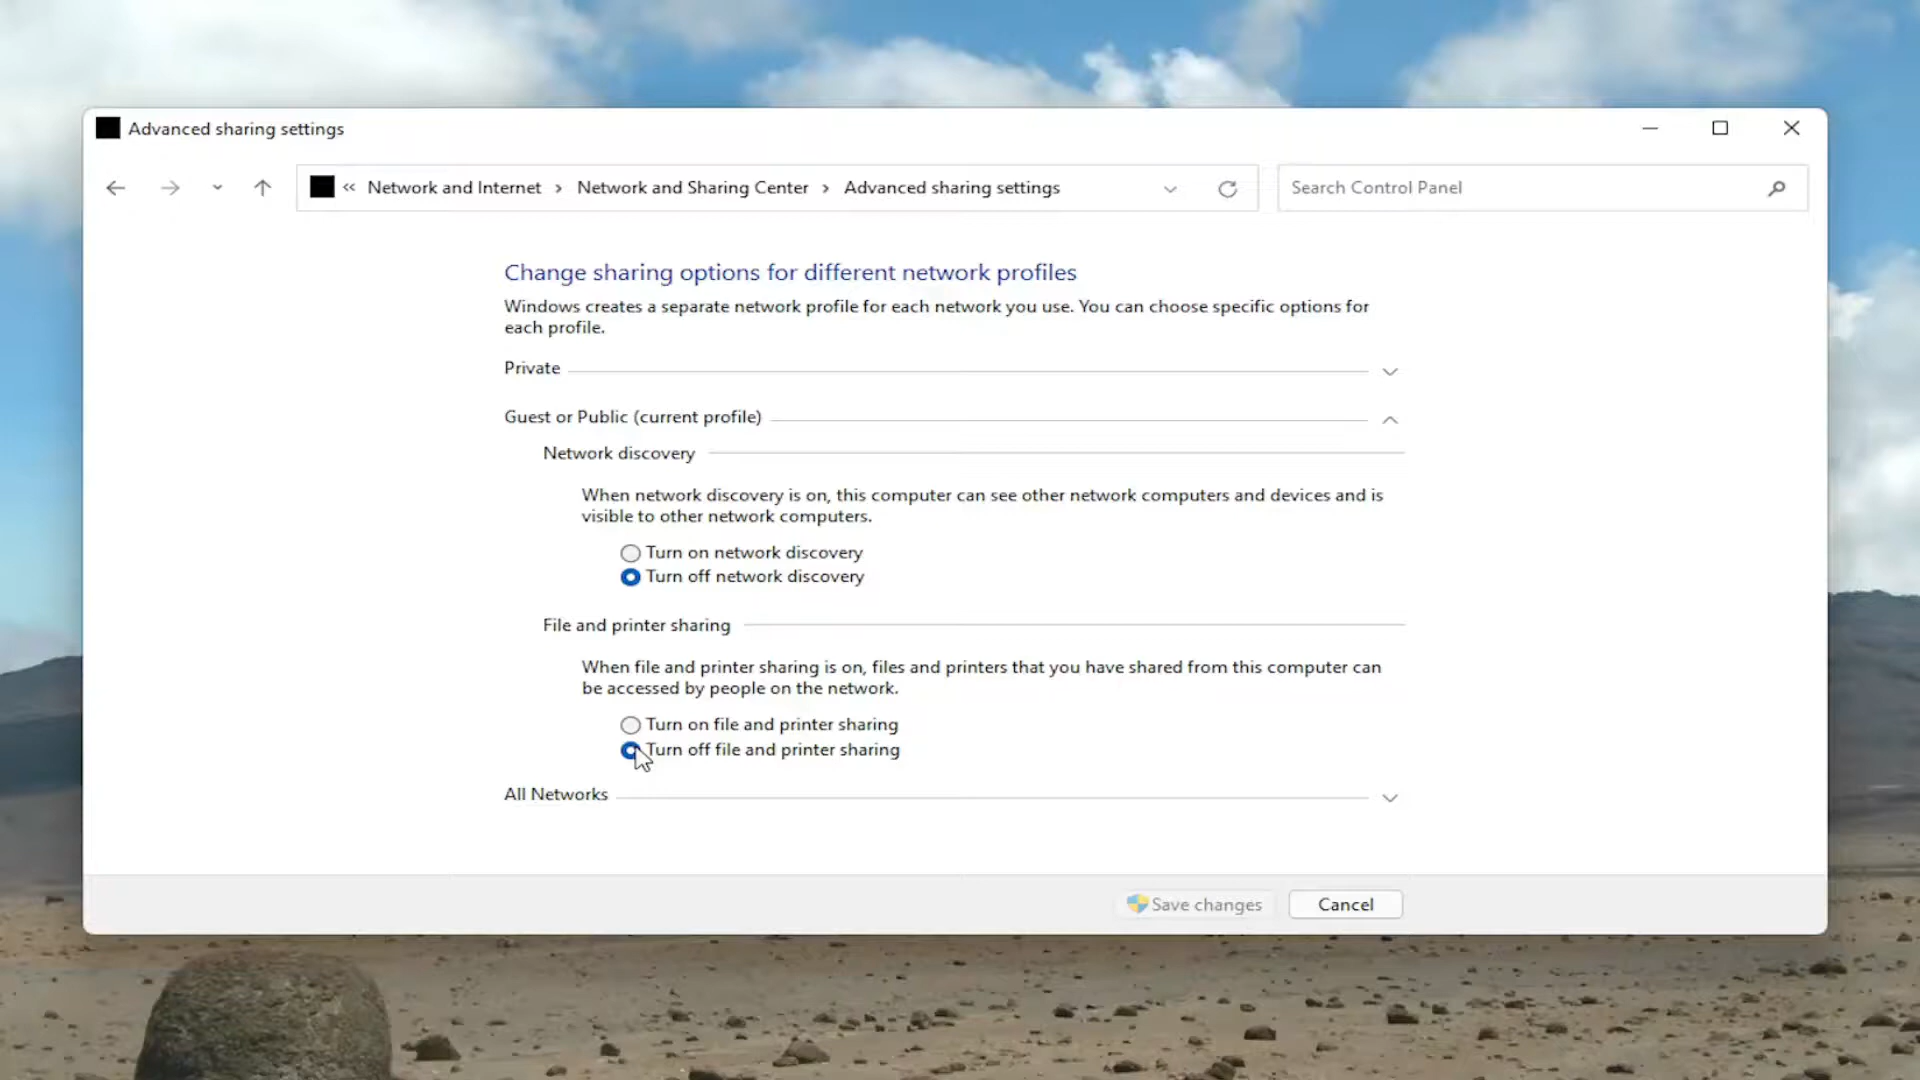 Advanced sharing settings
« Network and Internet › Network and Sharing Center › Advanced sharing settings
Search Control Panel
Change sharing options for different network profiles
Windows creates a separate network profile for each network you use. You can choose specific options for
each profile.
Private
Guest or Public (current profile)
Network discovery
When network discovery is on, this computer can see other network computers and devices and is
visible to other network computers.
Turn on network discovery
Turn off network discovery
File and printer sharing
When file and printer sharing is on, files and printers that you have shared from this computer can
be accessed by people on the network.
Turn on file and printer sharing
Turn off file and printer sharing
All Networks
Save changes
Cancel